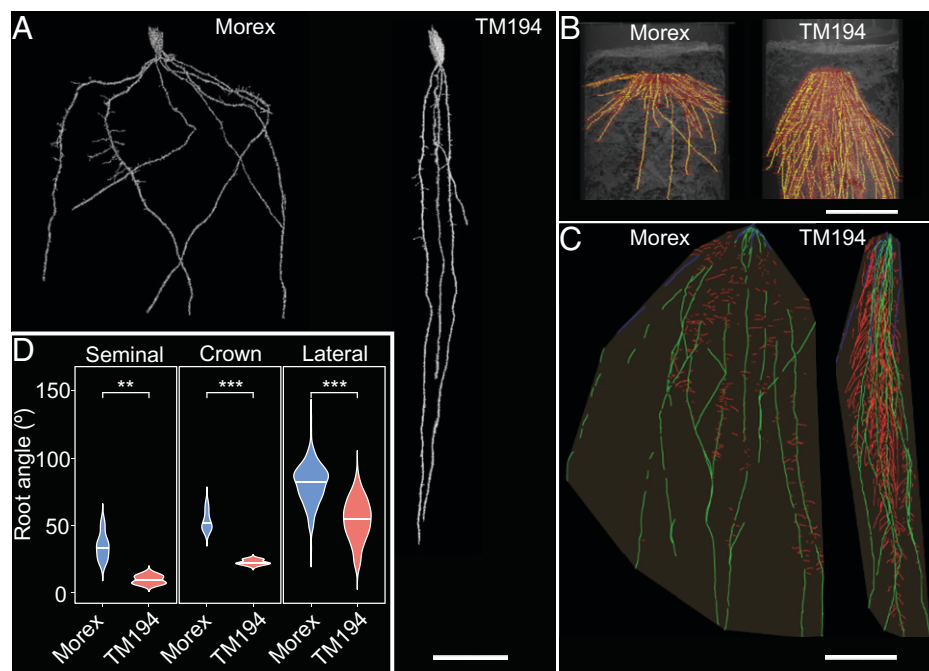 A
Morex
TM194
B
Morex
TM194
C
Morex
TM194
D
Seminal
Crown
Lateral
**
***
***
Root angle (º)
150
100
50
0
Morex
TM194
Morex
TM194
Morex
TM194